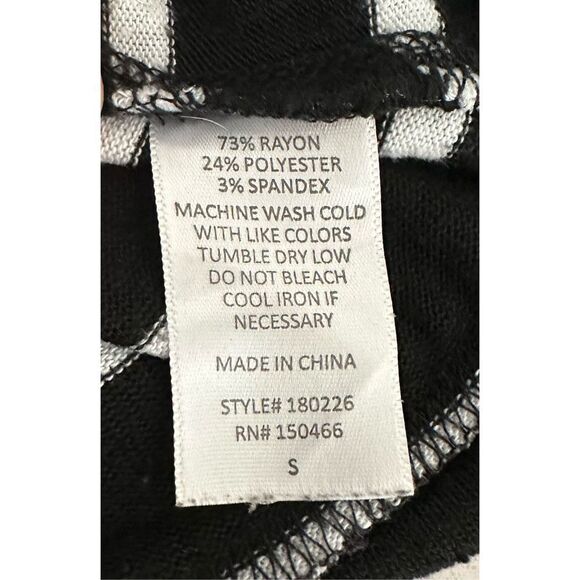 73% RAYON
24% POLYESTER
3% SPANDEX
MACHINE WASH COLD
WITH LIKE COLORS
TUMBLE DRY LOW
DO NOT BLEACH
COOL IRON IF
NECESSARY
MADE IN CHINA
STYLE# 180226
RN# 150466
S